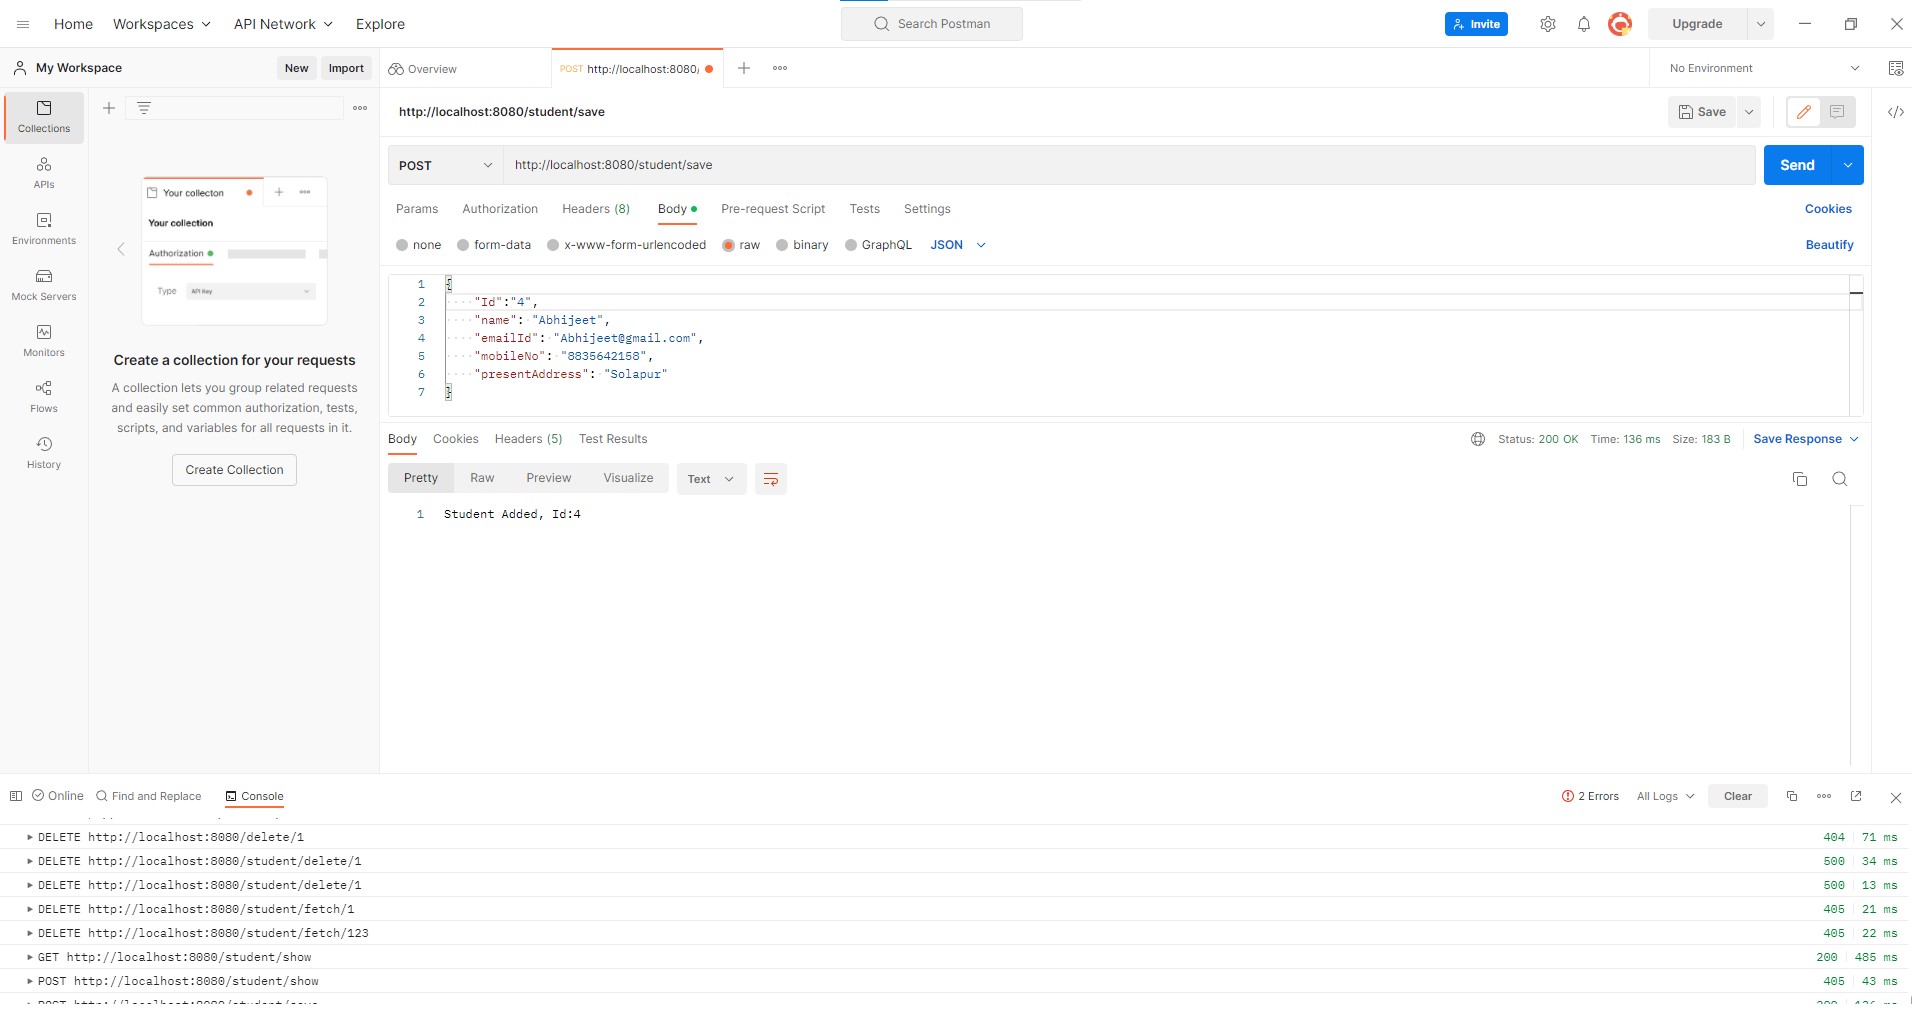 Home Workspaces API Network Explore Search Postman Invite Upgrade
My Workspace New Import Overview POST http://localhost:8080/ No Environment
Collections
APIs
Environments
Mock Servers
Monitors
Flows
History
Your collecton
Your collection
Authorization
Type API Key
Create a collection for your requests
A collection lets you group related requests
and easily set common authorization, tests,
scripts, and variables for all requests in it.
Create Collection
http://localhost:8080/student/save Save
POST http://localhost:8080/student/save Send
Params Authorization Headers (8) Body Pre-request Script Tests Settings Cookies
none form-data x-www-form-urlencoded raw binary GraphQL JSON Beautify
1 {
2 "Id":"4",
3 "name": "Abhijeet",
4 "emailId": "Abhijeet@gmail.com",
5 "mobileNo": "8835642158",
6 "presentAddress": "Solapur"
7 }
Body Cookies Headers (5) Test Results Status: 200 OK Time: 136 ms Size: 183 B Save Response
Pretty Raw Preview Visualize Text
1 Student Added, Id:4
Online Find and Replace Console 2 Errors All Logs Clear
DELETE http://localhost:8080/delete/1 404 71 ms
DELETE http://localhost:8080/student/delete/1 500 34 ms
DELETE http://localhost:8080/student/delete/1 500 13 ms
DELETE http://localhost:8080/student/fetch/1 405 21 ms
DELETE http://localhost:8080/student/fetch/123 405 22 ms
GET http://localhost:8080/student/show 200 485 ms
POST http://localhost:8080/student/show 405 43 ms
POST http://localhost:8080/student/save 200 136 ms